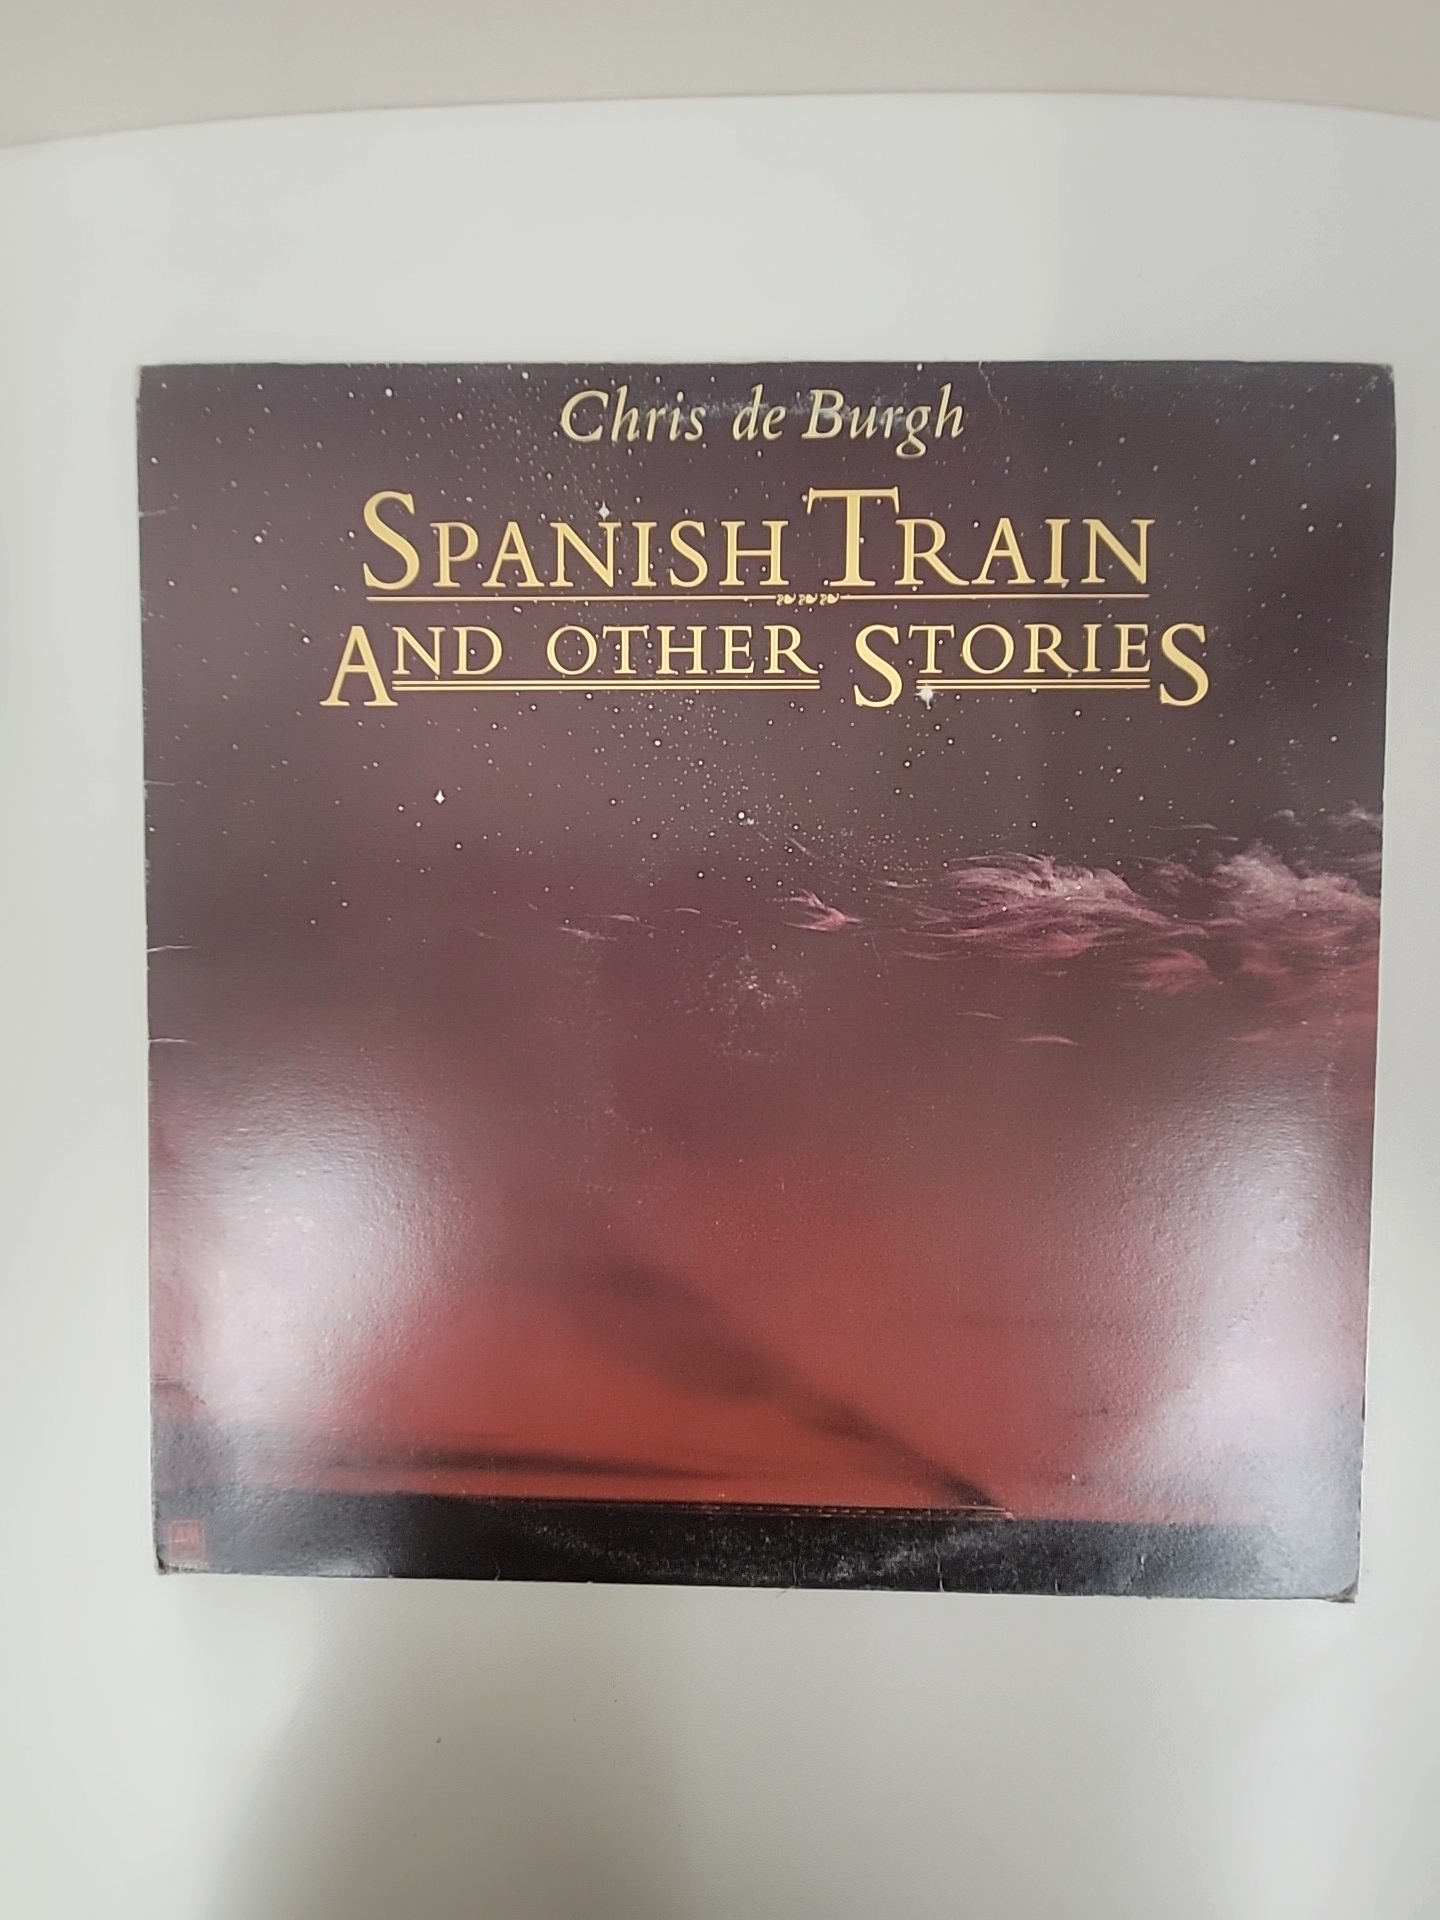 Chris de Burgh
SPANISH TRAIN
AND OTHER STORIES